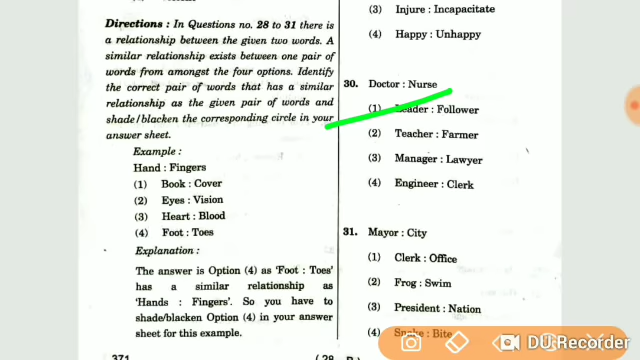 Directions : In Questions no. 28 to 31 there is
a relationship between the given two words. A
similar relationship exists between one pair of
words from amongst the four options. Identify
the correct pair of words that has a similar
relationship as the given pair of words and
shade/blacken the corresponding circle in your
answer sheet.
Example :
Hand : Fingers
(1) Book : Cover
(2) Eyes : Vision
(3) Heart : Blood
(4) Foot : Toes
Explanation :
The answer is Option (4) as 'Foot : Toes'
has a similar relationship as
'Hands : Fingers'. So you have to
shade/blacken Option (4) in your answer
sheet for this example.
371
( 28
(3) Injure : Incapacitate
(4) Happy : Unhappy
30. Doctor : Nurse
(1) Leader : Follower
(2) Teacher : Farmer
(3) Manager : Lawyer
(4) Engineer : Clerk
31. Mayor : City
(1) Clerk : Office
(2) Frog : Swim
(3) President : Nation
(4) Snake : Bite
DU Recorder